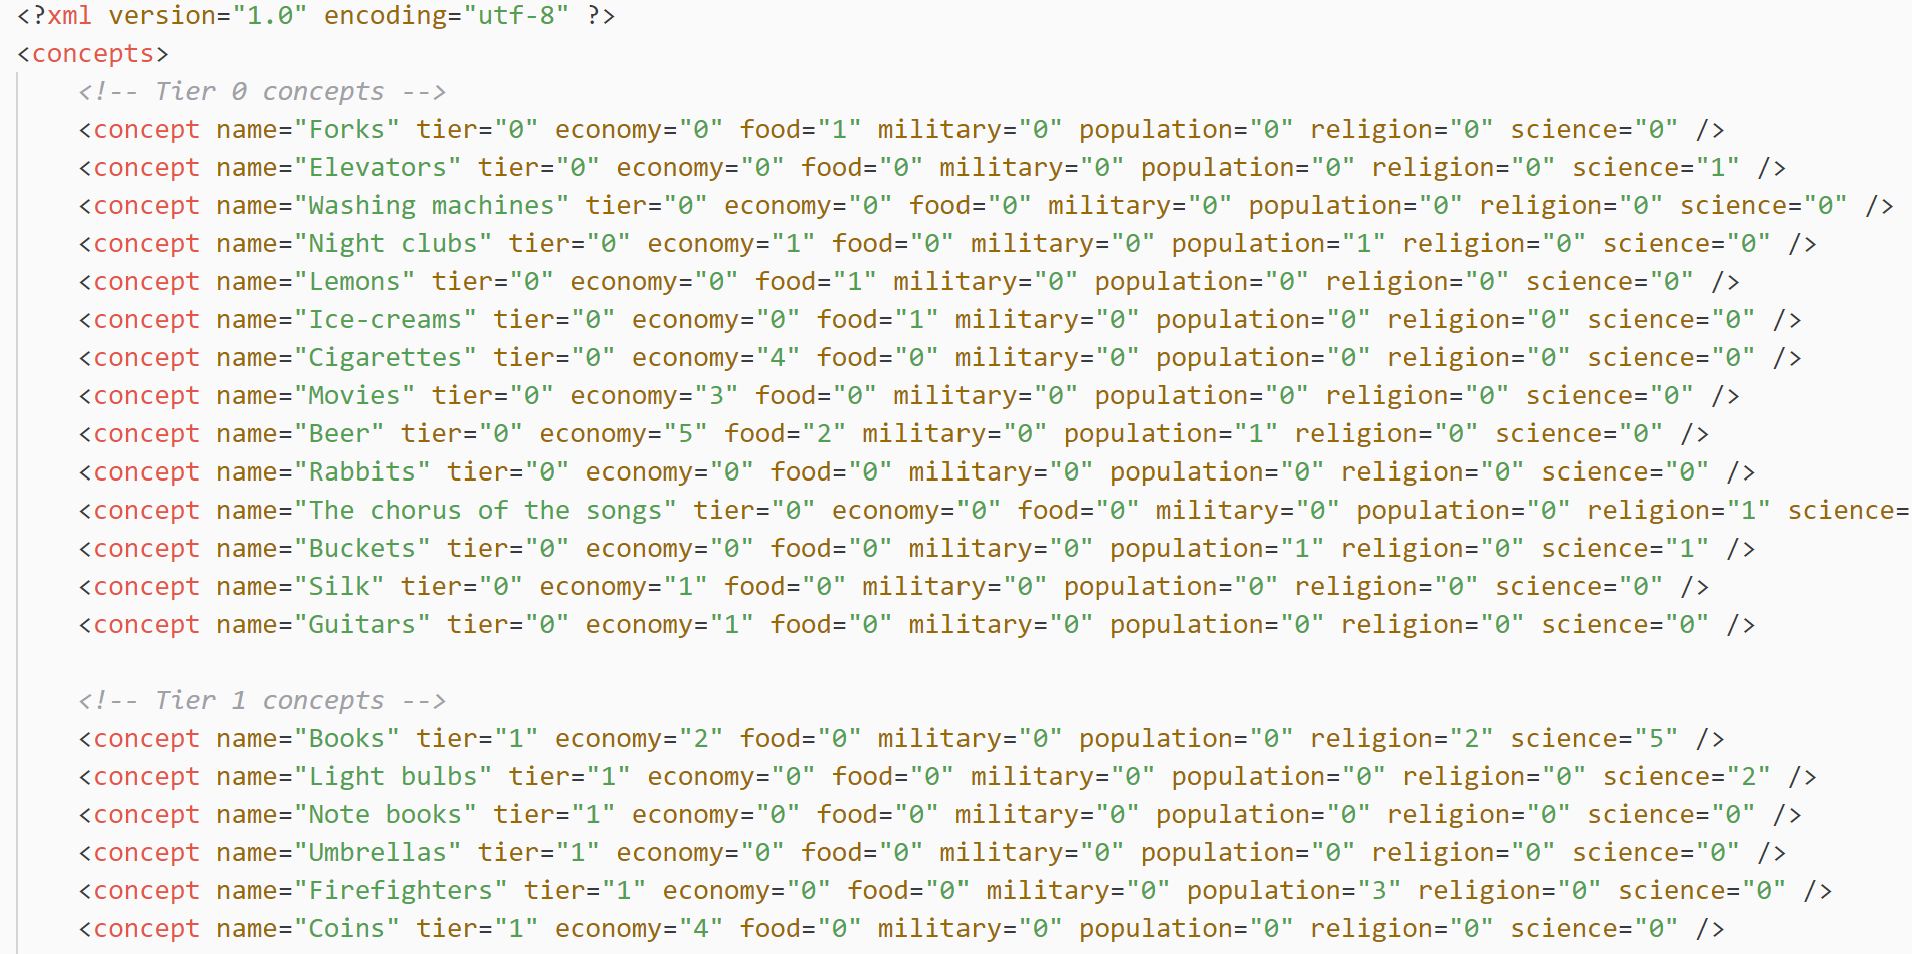 <?xml version="1.0" encoding="utf-8" ?>
<concepts>
<!-- Tier 0 concepts -->
<concept name="Forks" tier="0" economy="0" food="1" military="0" population="0" religion="0" science="0" />
<concept name="Elevators" tier="0" economy="0" food="0" military="0" population="0" religion="0" science="1" />
<concept name="Washing machines" tier="0" economy="0" food="0" military="0" population="0" religion="0" science="0" />
<concept name="Night clubs" tier="0" economy="1" food="0" military="0" population="1" religion="0" science="0" />
<concept name="Lemons" tier="0" economy="0" food="1" military="0" population="0" religion="0" science="0" />
<concept name="Ice-creams" tier="0" economy="0" food="1" military="0" population="0" religion="0" science="0" />
<concept name="Cigarettes" tier="0" economy="4" food="0" military="0" population="0" religion="0" science="0" />
<concept name="Movies" tier="0" economy="3" food="0" military="0" population="0" religion="0" science="0" />
<concept name="Beer" tier="0" economy="5" food="2" military="0" population="1" religion="0" science="0" />
<concept name="Rabbits" tier="0" economy="0" food="0" military="0" population="0" religion="0" science="0" />
<concept name="The chorus of the songs" tier="0" economy="0" food="0" military="0" population="0" religion="1" science=
<concept name="Buckets" tier="0" economy="0" food="0" military="0" population="1" religion="0" science="1" />
<concept name="Silk" tier="0" economy="1" food="0" military="0" population="0" religion="0" science="0" />
<concept name="Guitars" tier="0" economy="1" food="0" military="0" population="0" religion="0" science="0" />
<!-- Tier 1 concepts -->
<concept name="Books" tier="1" economy="2" food="0" military="0" population="0" religion="2" science="5" />
<concept name="Light bulbs" tier="1" economy="0" food="0" military="0" population="0" religion="0" science="2" />
<concept name="Note books" tier="1" economy="0" food="0" military="0" population="0" religion="0" science="0" />
<concept name="Umbrellas" tier="1" economy="0" food="0" military="0" population="0" religion="0" science="0" />
<concept name="Firefighters" tier="1" economy="0" food="0" military="0" population="3" religion="0" science="0" />
<concept name="Coins" tier="1" economy="4" food="0" military="0" population="0" religion="0" science="0" />